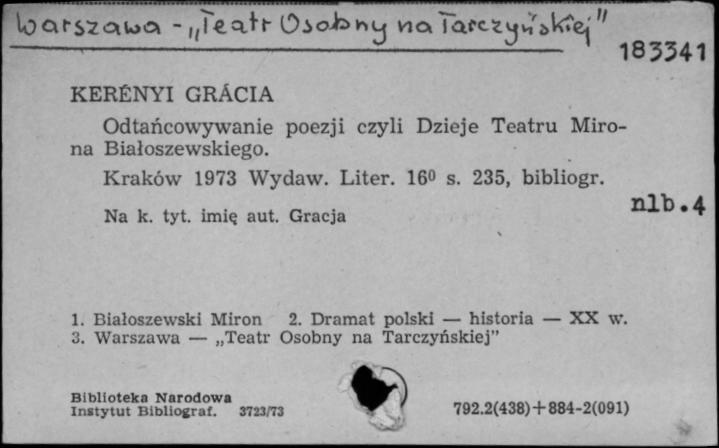 Warszawa - „Teatr Osobny na Tarczyńskiej"
183341
KERÉNYI GRÁCIA
Odtańcowywanie poezji czyli Dzieje Teatru Miro-
na Białoszewskiego.
Kraków 1973 Wydaw. Liter. 16⁰ s. 235, bibliogr.
nlb.4
Na k. tyt. imię aut. Gracja
1. Białoszewski Miron 2. Dramat polski — historia — XX w.
3. Warszawa — „Teatr Osobny na Tarczyńskiej"
Biblioteka Narodowa
Instytut Bibliograf. 3723/73
792.2(438)+884-2(091)